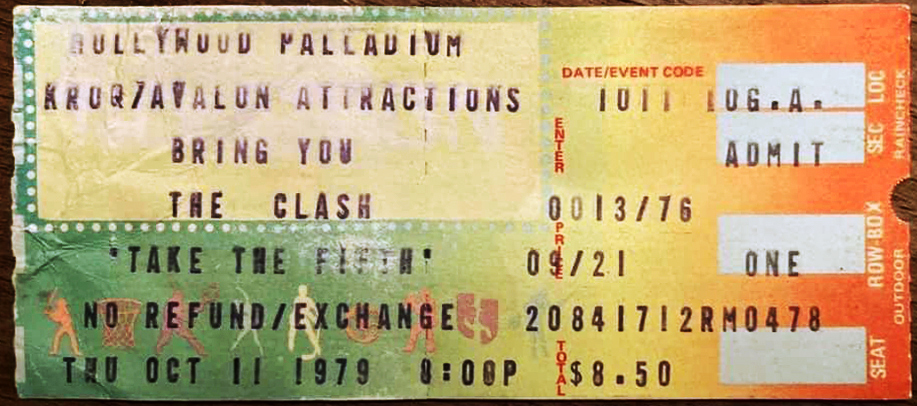 HOLLYWOOD PALLADIUM
KROQ/AVALON ATTRACTIONS
BRING YOU
THE CLASH
"TAKE THE FIFTH"
NO REFUND/EXCHANGE
THU OCT 11 1979 8:00P
DATE/EVENT CODE
1011 LOG.A.
ENTER
ADMIT
0013/76
PRICE
09/21 ONE
20841712RM0478
TOTAL
$8.50
LOC
SEC
ROW-BOX
SEAT
RAINCHECK
OUTDOOR